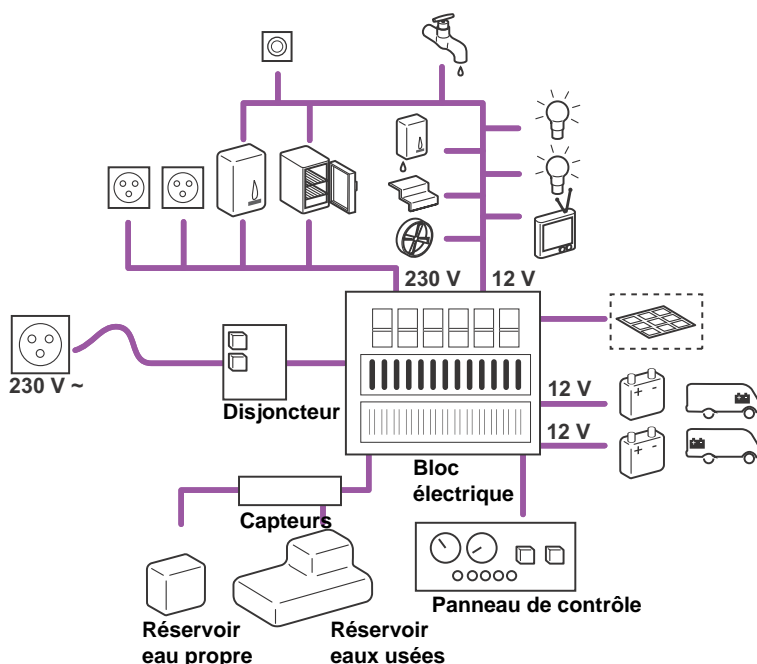 230 V
12 V
230 V ~
Disjoncteur
12 V
12 V
Bloc
électrique
Capteurs
Panneau de contrôle
Réservoir
eau propre
Réservoir
eaux usées